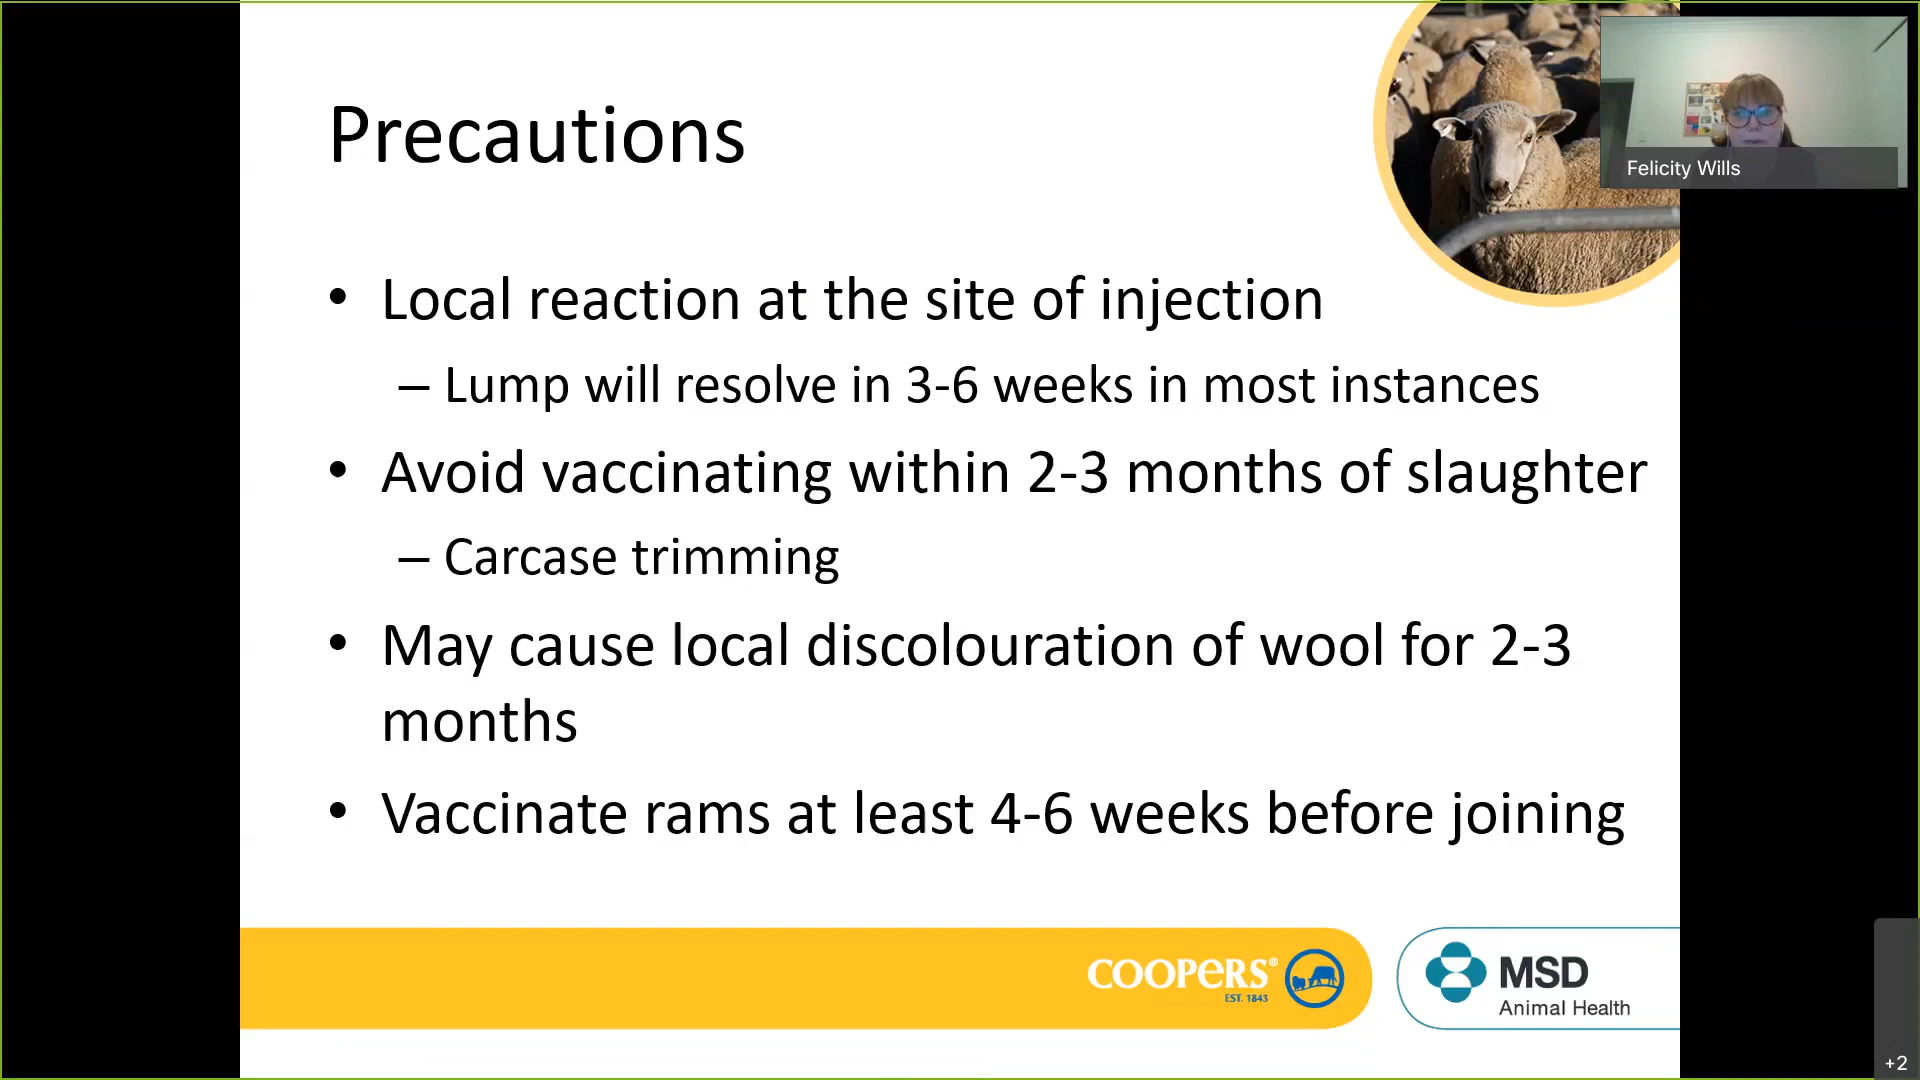 Precautions
Felicity Wills
• Local reaction at the site of injection
– Lump will resolve in 3-6 weeks in most instances
• Avoid vaccinating within 2-3 months of slaughter
– Carcase trimming
• May cause local discolouration of wool for 2-3
months
• Vaccinate rams at least 4-6 weeks before joining
COOPERS®
EST. 1843
MSD
Animal Health
+2